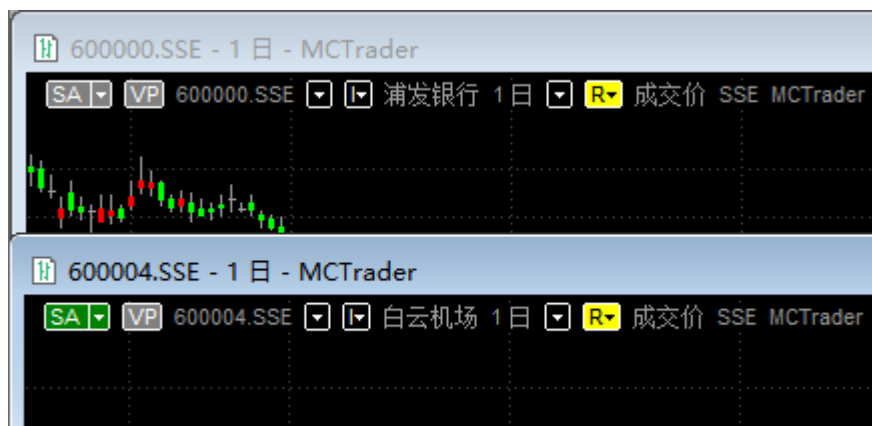 600000.SSE - 1 日 - MCTrader
SA VP 600000.SSE I 浦发银行 1日 R 成交价 SSE MCTrader
600004.SSE - 1 日 - MCTrader
SA VP 600004.SSE I 白云机场 1日 R 成交价 SSE MCTrader